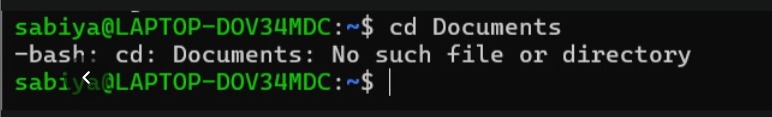 sabiya@LAPTOP-DOV34MDC:~$ cd Documents
-bash: cd: Documents: No such file or directory
sabiya@LAPTOP-DOV34MDC:~$